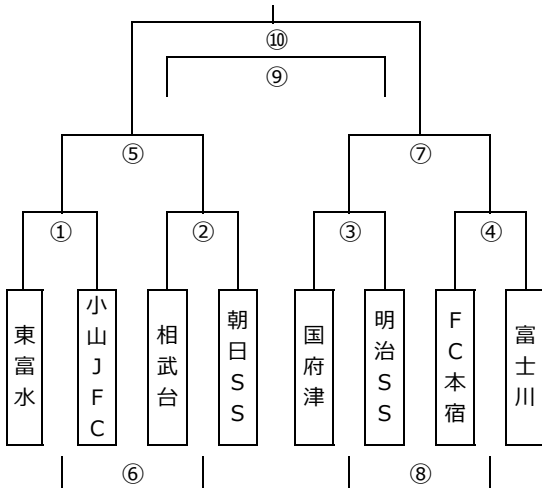 ⑩
⑨
⑤
⑦
①
②
③
④
東富水
小山JFC
相武台
朝日SS
国府津
明治SS
FC本宿
富士川
⑥
⑧